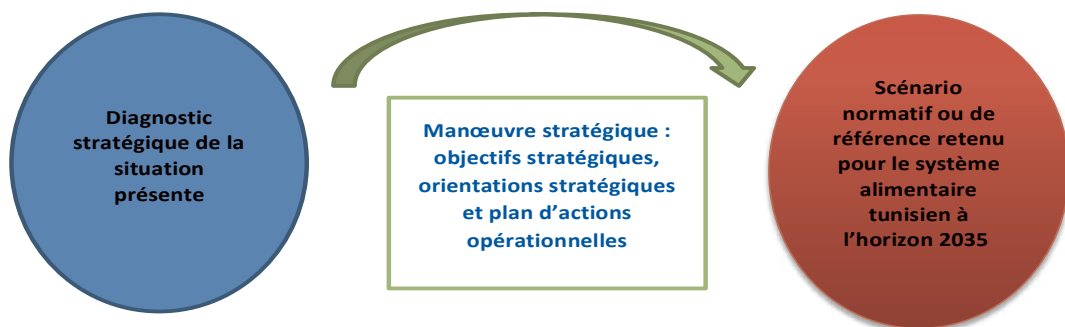 Diagnostic
stratégique de la
situation
présente
Manœuvre stratégique :
objectifs stratégiques,
orientations stratégiques
et plan d’actions
opérationnelles
Scénario
normatif ou de
référence retenu
pour le système
alimentaire
tunisien à
l’horizon 2035